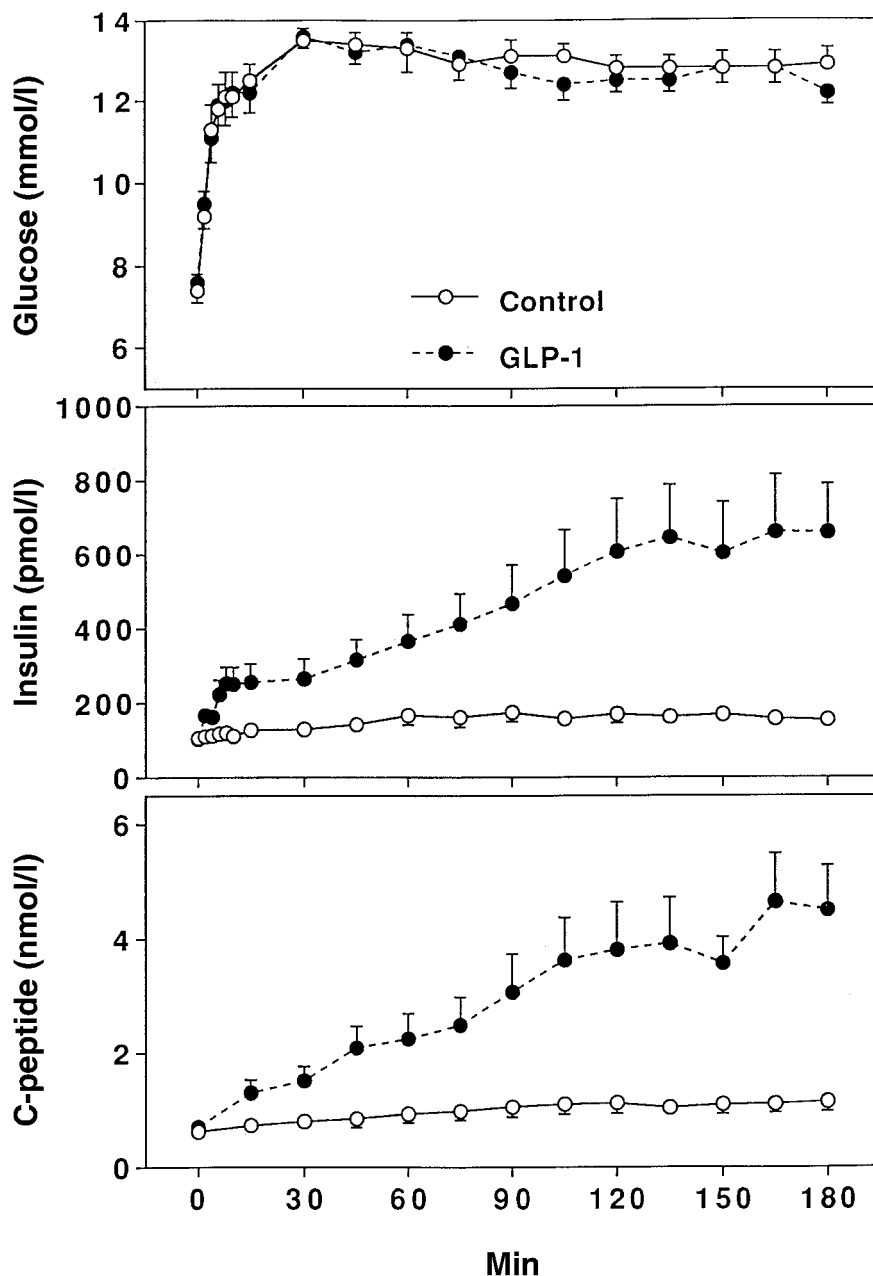 Glucose (mmol/l)
14
12
10
8
6
Control
GLP-1
Insulin (pmol/l)
1000
800
600
400
200
0
C-peptide (nmol/l)
6
4
2
0
0 30 60 90 120 150 180
Min